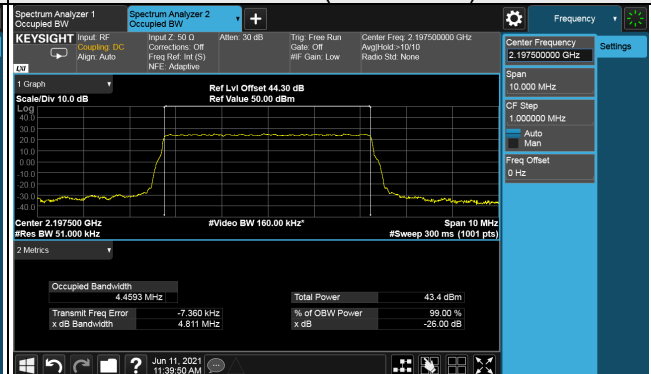 Spectrum Analyzer 1
Occupied BW
Spectrum Analyzer 2
Occupied BW
Frequency
KEYSIGHT
Input: RF
Coupling: DC
Align: Auto
Input Z: 50 Ω
Corrections: Off
Freq Ref: Int (S)
NFE: Adaptive
Atten: 30 dB
Trig: Free Run
Gate: Off
#IF Gain: Low
Center Freq: 2.197500000 GHz
Avg|Hold:>10/10
Radio Std: None
LXI
Center Frequency
2.197500000 GHz
Settings
Span
10.000 MHz
CF Step
1.000000 MHz
Auto
Man
Freq Offset
0 Hz
1 Graph
Scale/Div 10.0 dB
Ref Lvl Offset 44.30 dB
Ref Value 50.00 dBm
Log
40.0
30.0
20.0
10.0
0.00
-10.0
-20.0
-30.0
-40.0
Center 2.197500 GHz
#Video BW 160.00 kHz*
Span 10 MHz
#Res BW 51.000 kHz
#Sweep 300 ms (1001 pts)
2 Metrics
Occupied Bandwidth
4.4593 MHz
Total Power 43.4 dBm
Transmit Freq Error -7.360 kHz
% of OBW Power 99.00 %
x dB Bandwidth 4.811 MHz
x dB -26.00 dB
?
Jun 11, 2021
11:39:50 AM